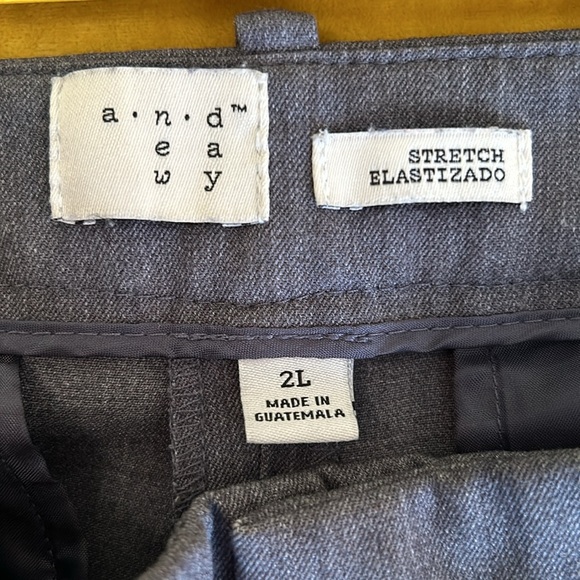 a · n · d™
e a
w y
STRETCH
ELASTIZADO
2L
MADE IN
GUATEMALA